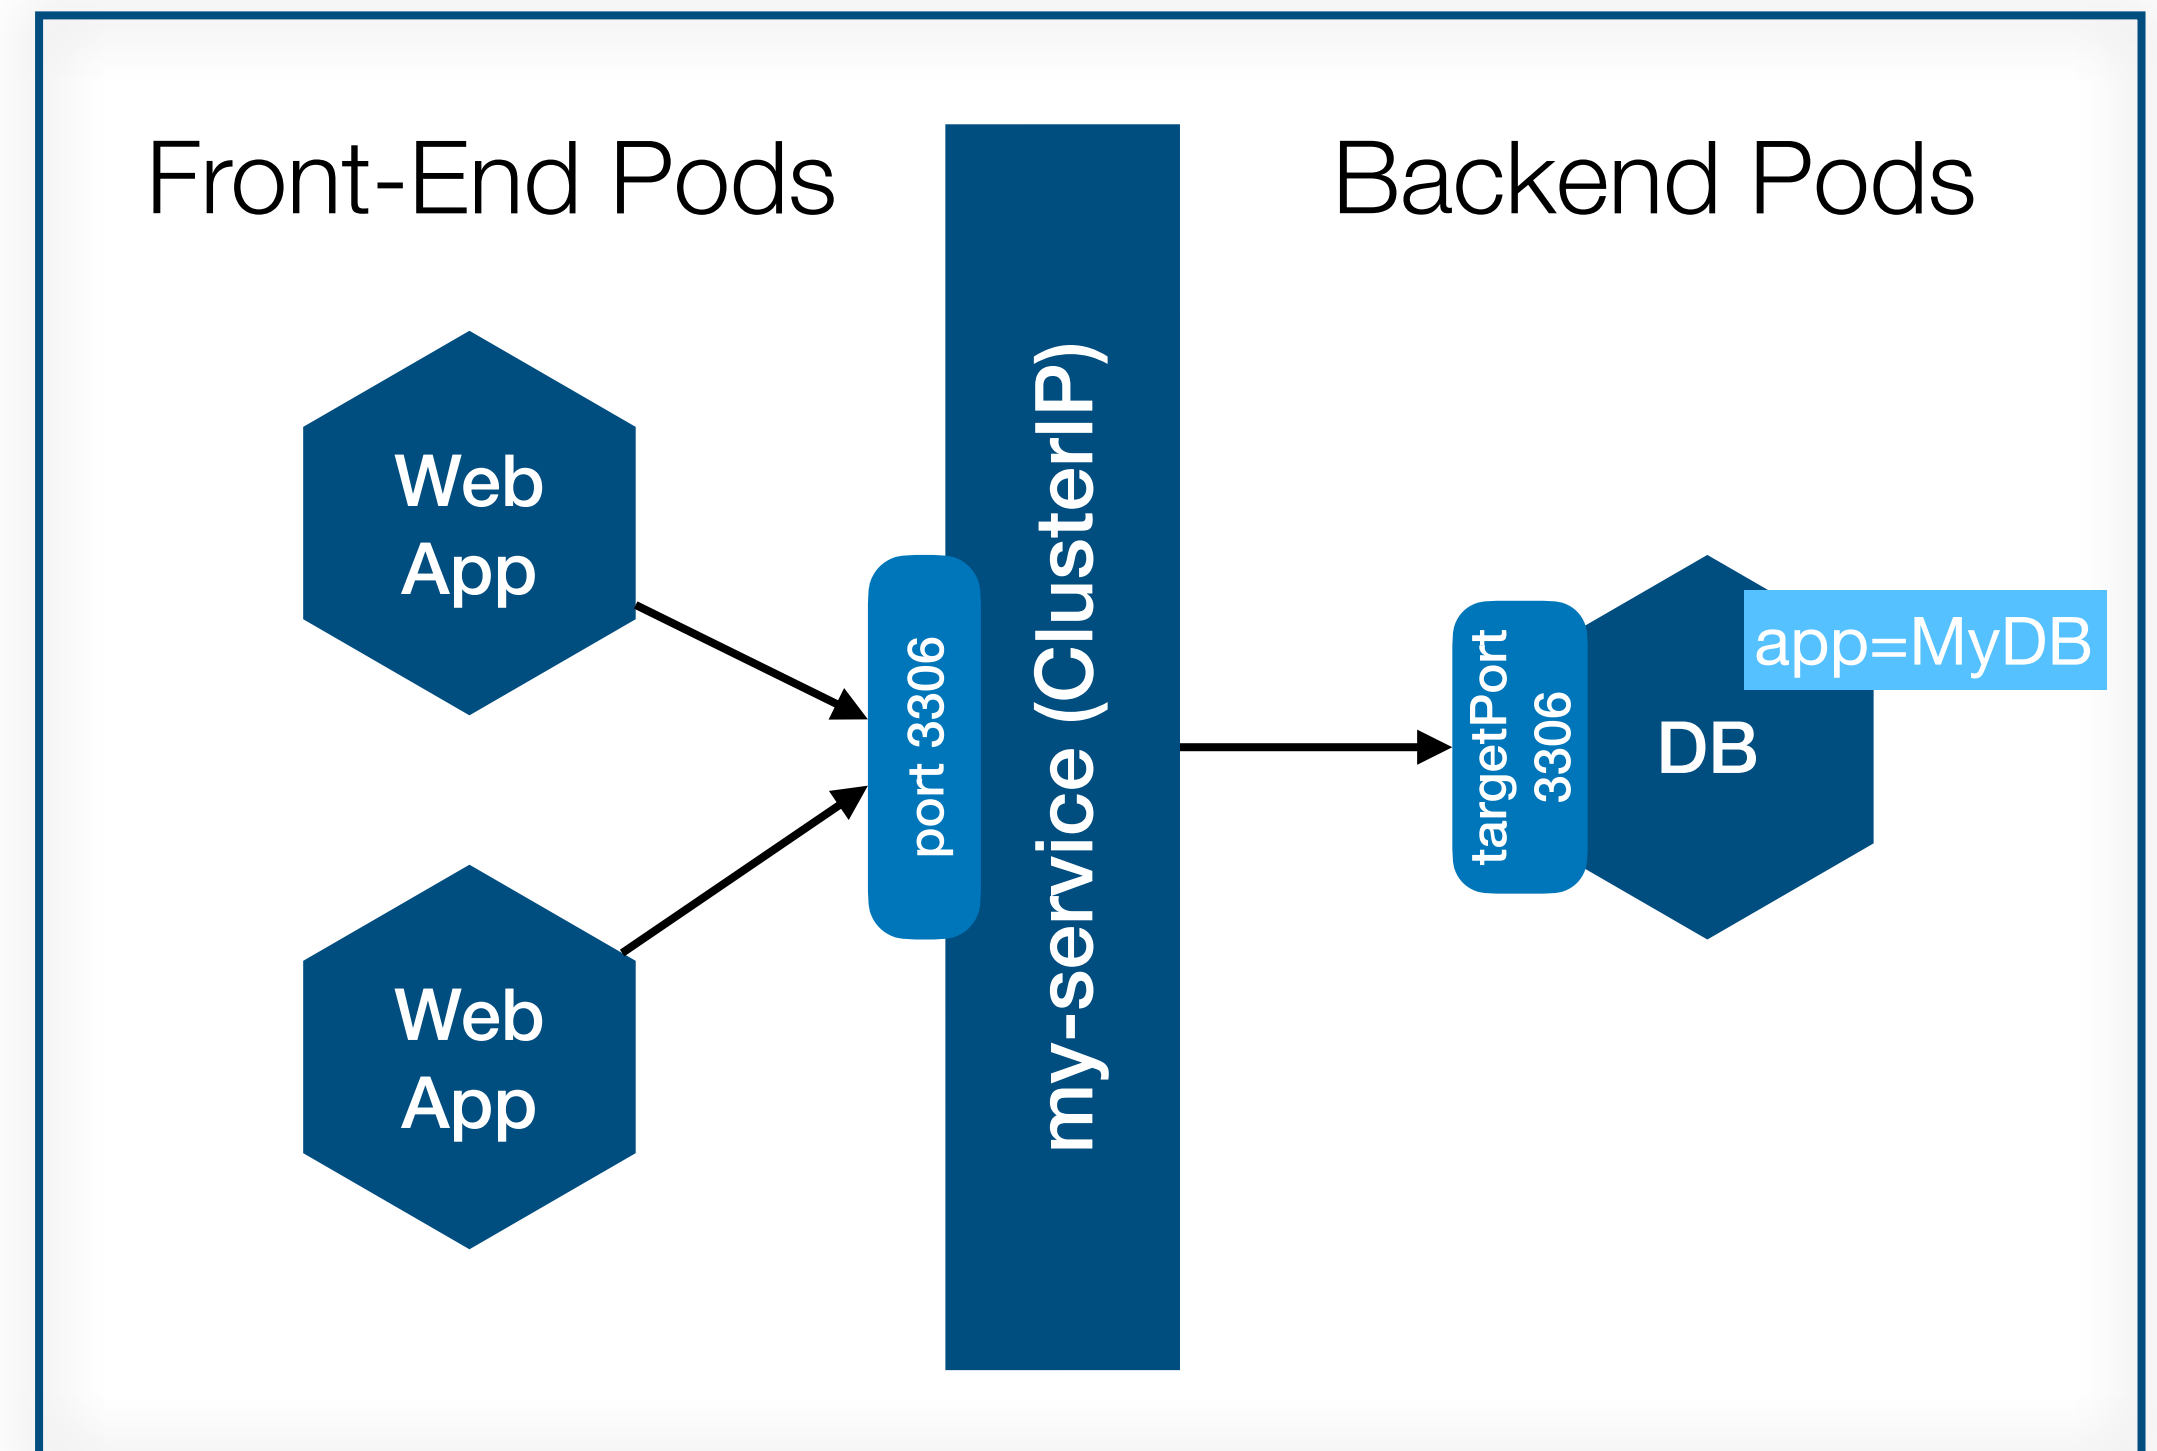 Front-End Pods
Backend Pods
Web
App
Web
App
port 3306
my-service (ClusterIP)
targetPort
3306
app=MyDB
DB